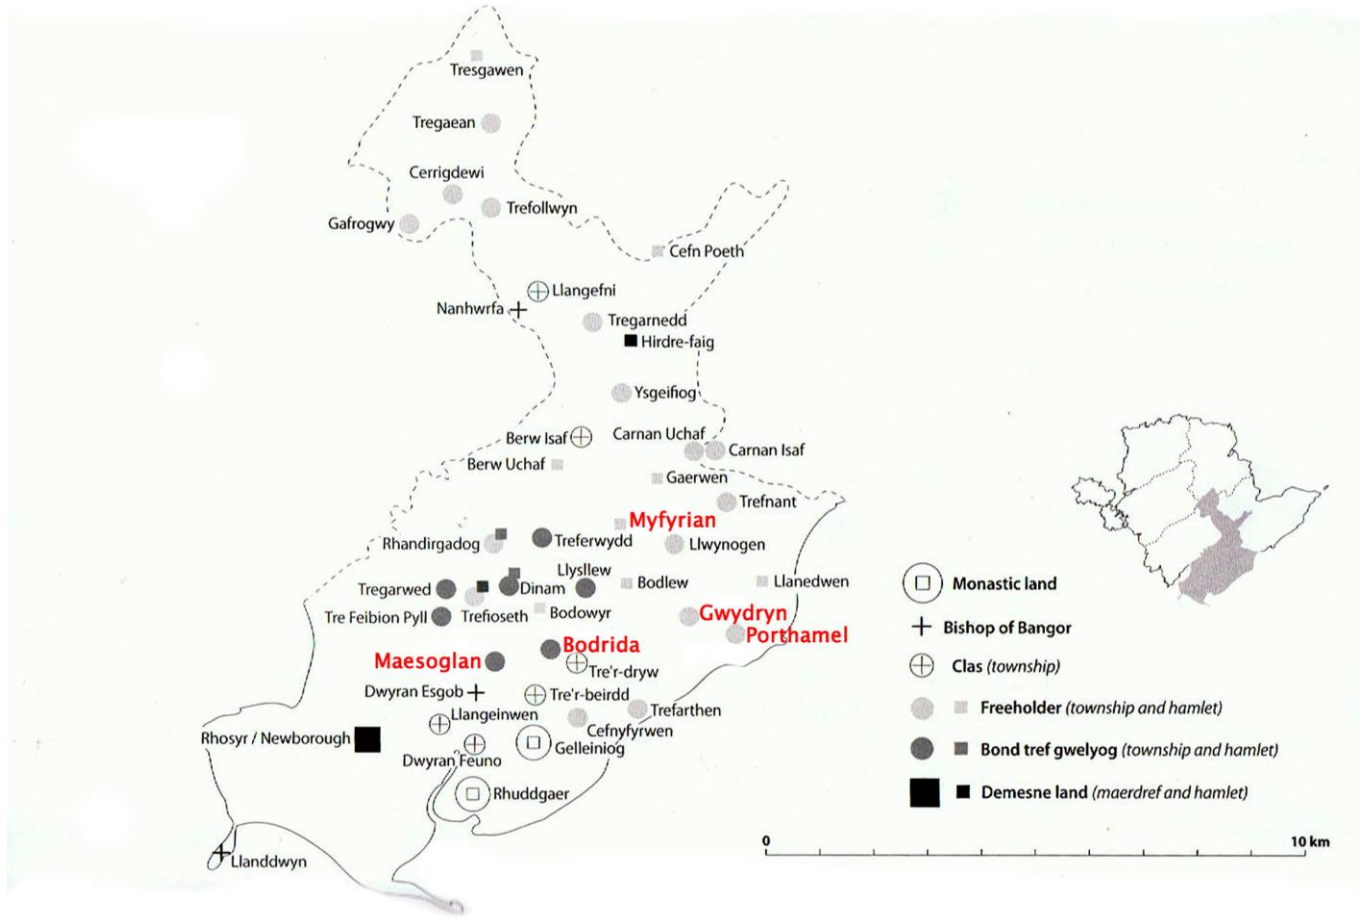 Tresgawen
Tregaean
Cerrigdewi
Trefollwyn
Gafrogwy
Cefn Poeth
Llangefni
Nanhwrfa
Tregarnedd
Hirdre-faig
Ysgeifiog
Carnan Uchaf
Berw Isaf
Carnan Isaf
Berw Uchaf
Gaerwen
Trefnant
Myfyrian
Rhandirgadog
Treferwydd
Llwynogen
Llysllew
Tregarwed
Dinam
Bodlew
Llanedwen
Tre Feibion Pyll
Trefioseth
Bodowyr
Gwydryn
Porthamel
Bodrida
Maesoglan
Tre'r-dryw
Dwyran Esgob
Tre'r-beirdd
Llangeinwen
Trefarthen
Cefnyfyrwen
Rhosyr / Newborough
Gelleiniog
Dwyran Feuno
Rhuddgaer
Llanddwyn
Monastic land
Bishop of Bangor
Clas (township)
Freeholder (township and hamlet)
Bond tref gwelyog (township and hamlet)
Demesne land (maerdref and hamlet)
0
10 km